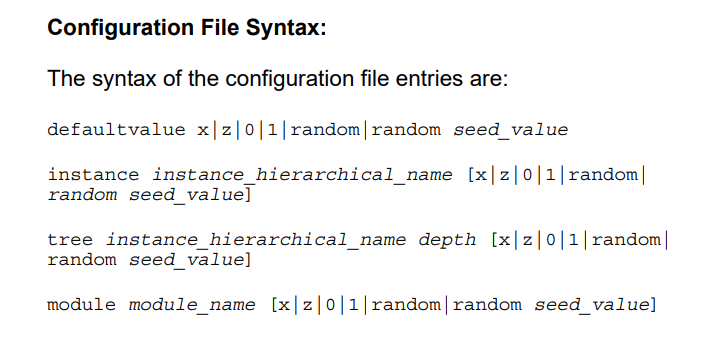 Configuration File Syntax:
The syntax of the configuration file entries are:
defaultvalue x|z|0|1|random|random seed_value
instance instance_hierarchical_name [x|z|0|1|random|
random seed_value]
tree instance_hierarchical_name depth [x|z|0|1|random|
random seed_value]
module module_name [x|z|0|1|random|random seed_value]